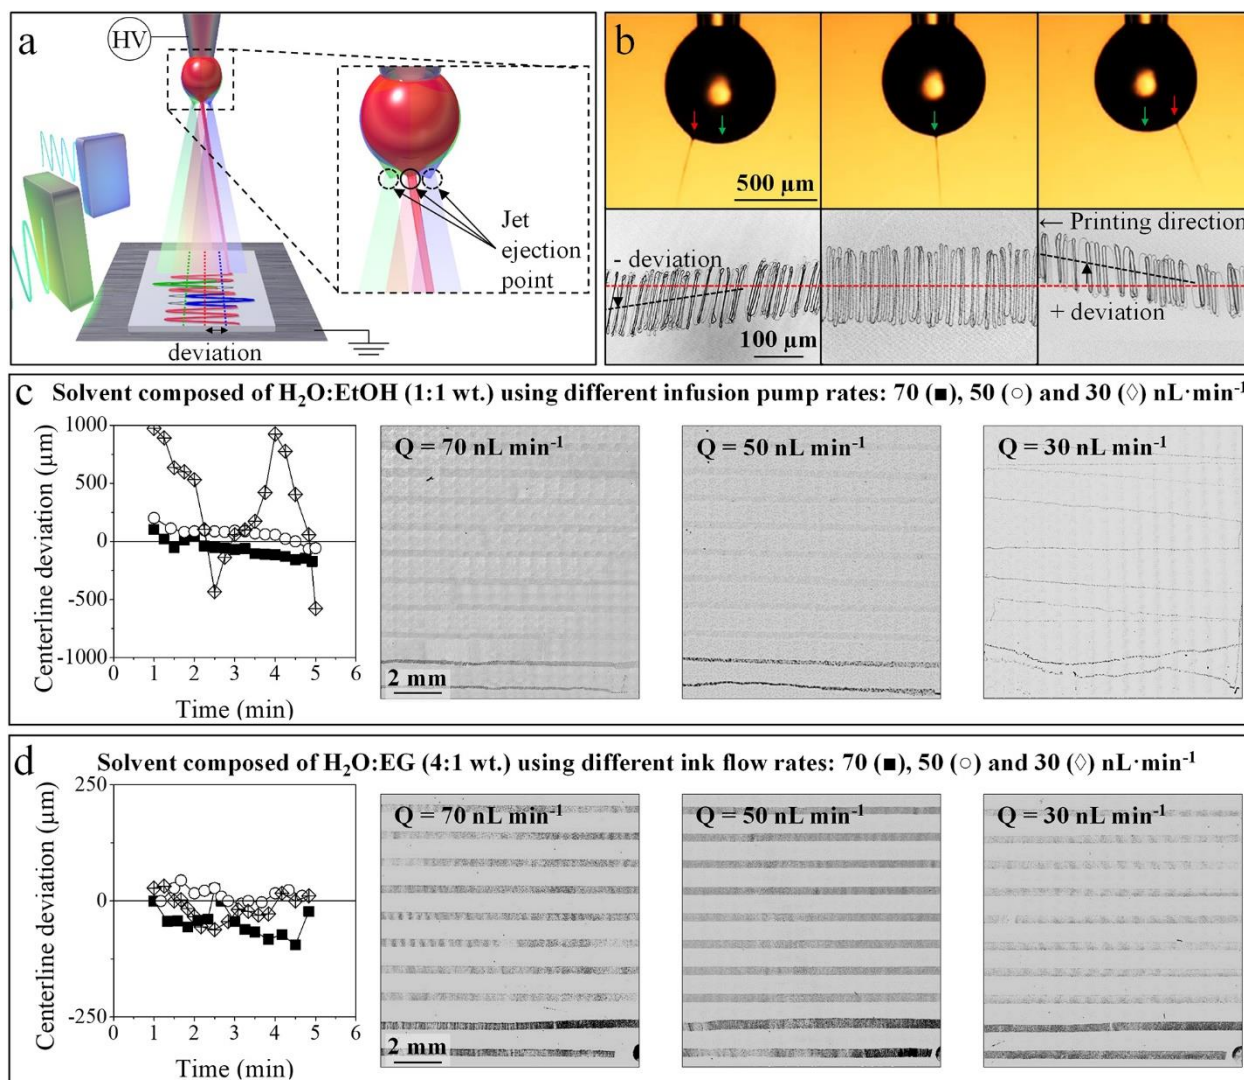 a
HV
Jet
ejection
point
deviation
b
500 µm
- deviation
100 µm
← Printing direction
+ deviation
c Solvent composed of H₂O:EtOH (1:1 wt.) using different infusion pump rates: 70 (■), 50 (○) and 30 (◊) nL·min⁻¹
Centerline deviation (µm)
1000
500
0
-500
-1000
0 1 2 3 4 5 6
Time (min)
Q = 70 nL min⁻¹
2 mm
Q = 50 nL min⁻¹
Q = 30 nL min⁻¹
d Solvent composed of H₂O:EG (4:1 wt.) using different ink flow rates: 70 (■), 50 (○) and 30 (◊) nL·min⁻¹
Centerline deviation (µm)
250
0
-250
0 1 2 3 4 5 6
Time (min)
Q = 70 nL min⁻¹
2 mm
Q = 50 nL min⁻¹
Q = 30 nL min⁻¹